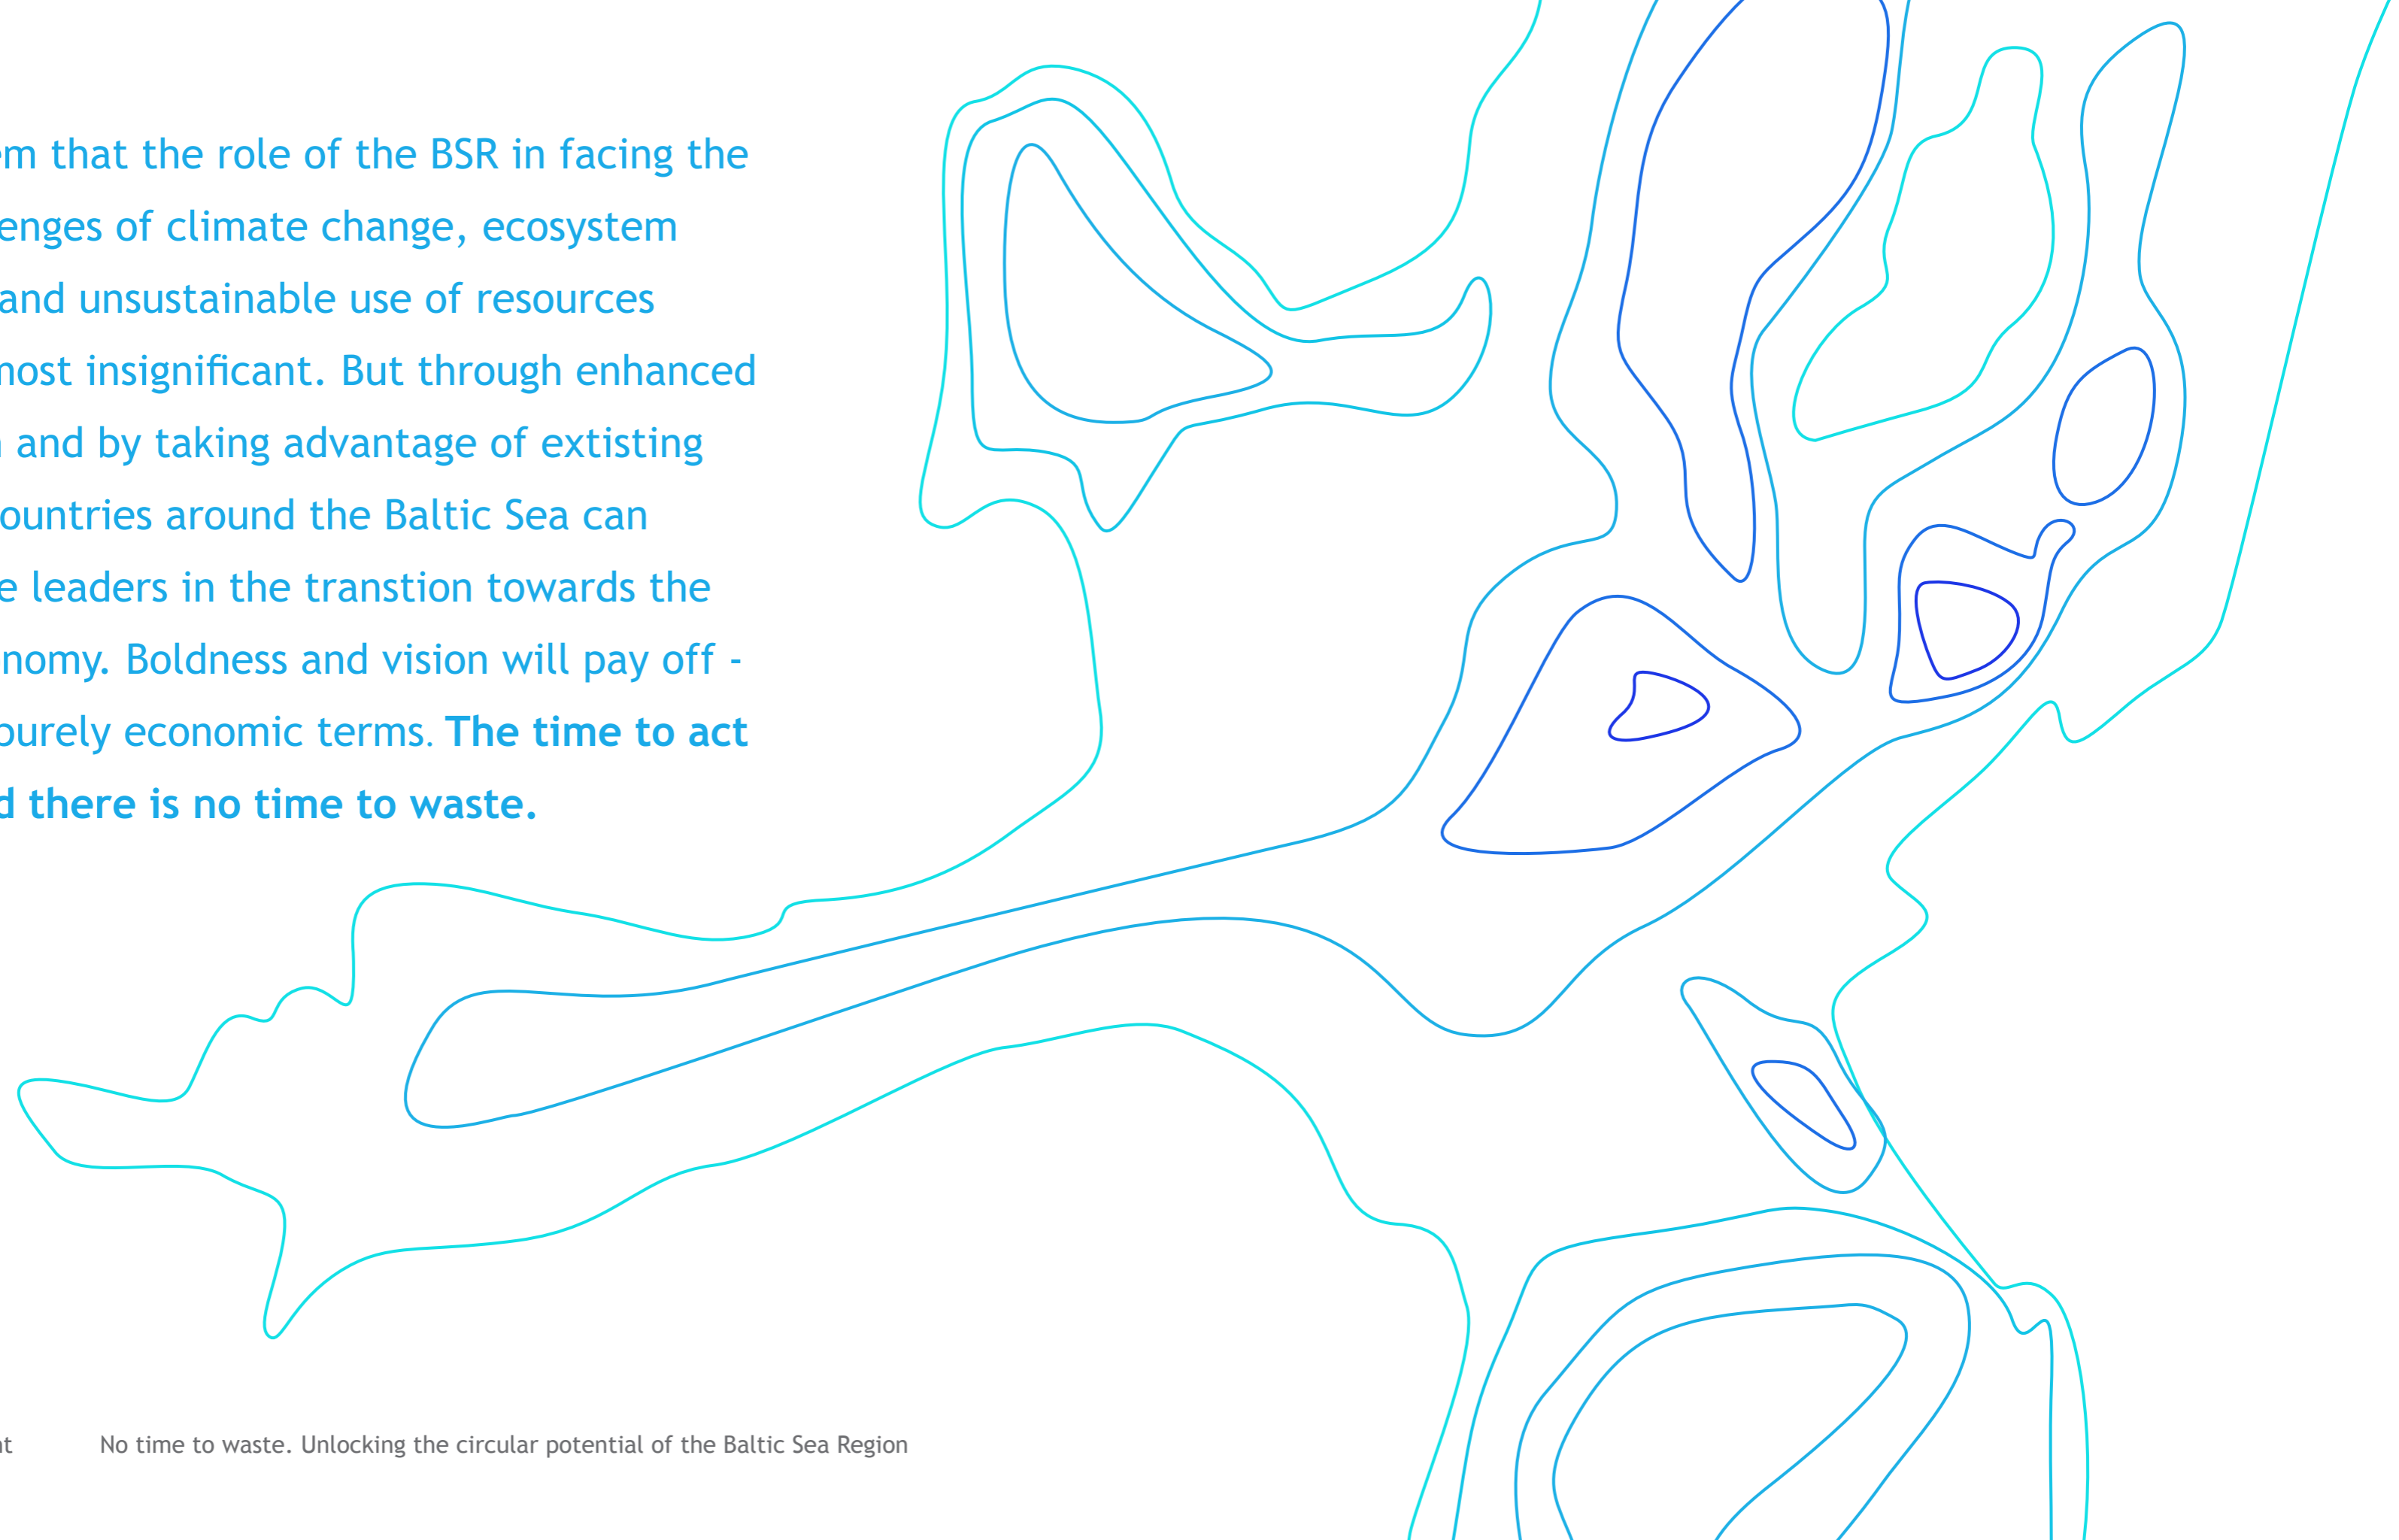 em that the role of the BSR in facing the
enges of climate change, ecosystem
and unsustainable use of resources
most insignificant. But through enhanced
and by taking advantage of extisting
ountries around the Baltic Sea can
e leaders in the transtion towards the
nomy. Boldness and vision will pay off -
purely economic terms. The time to act
d there is no time to waste.
nt
No time to waste. Unlocking the circular potential of the Baltic Sea Region